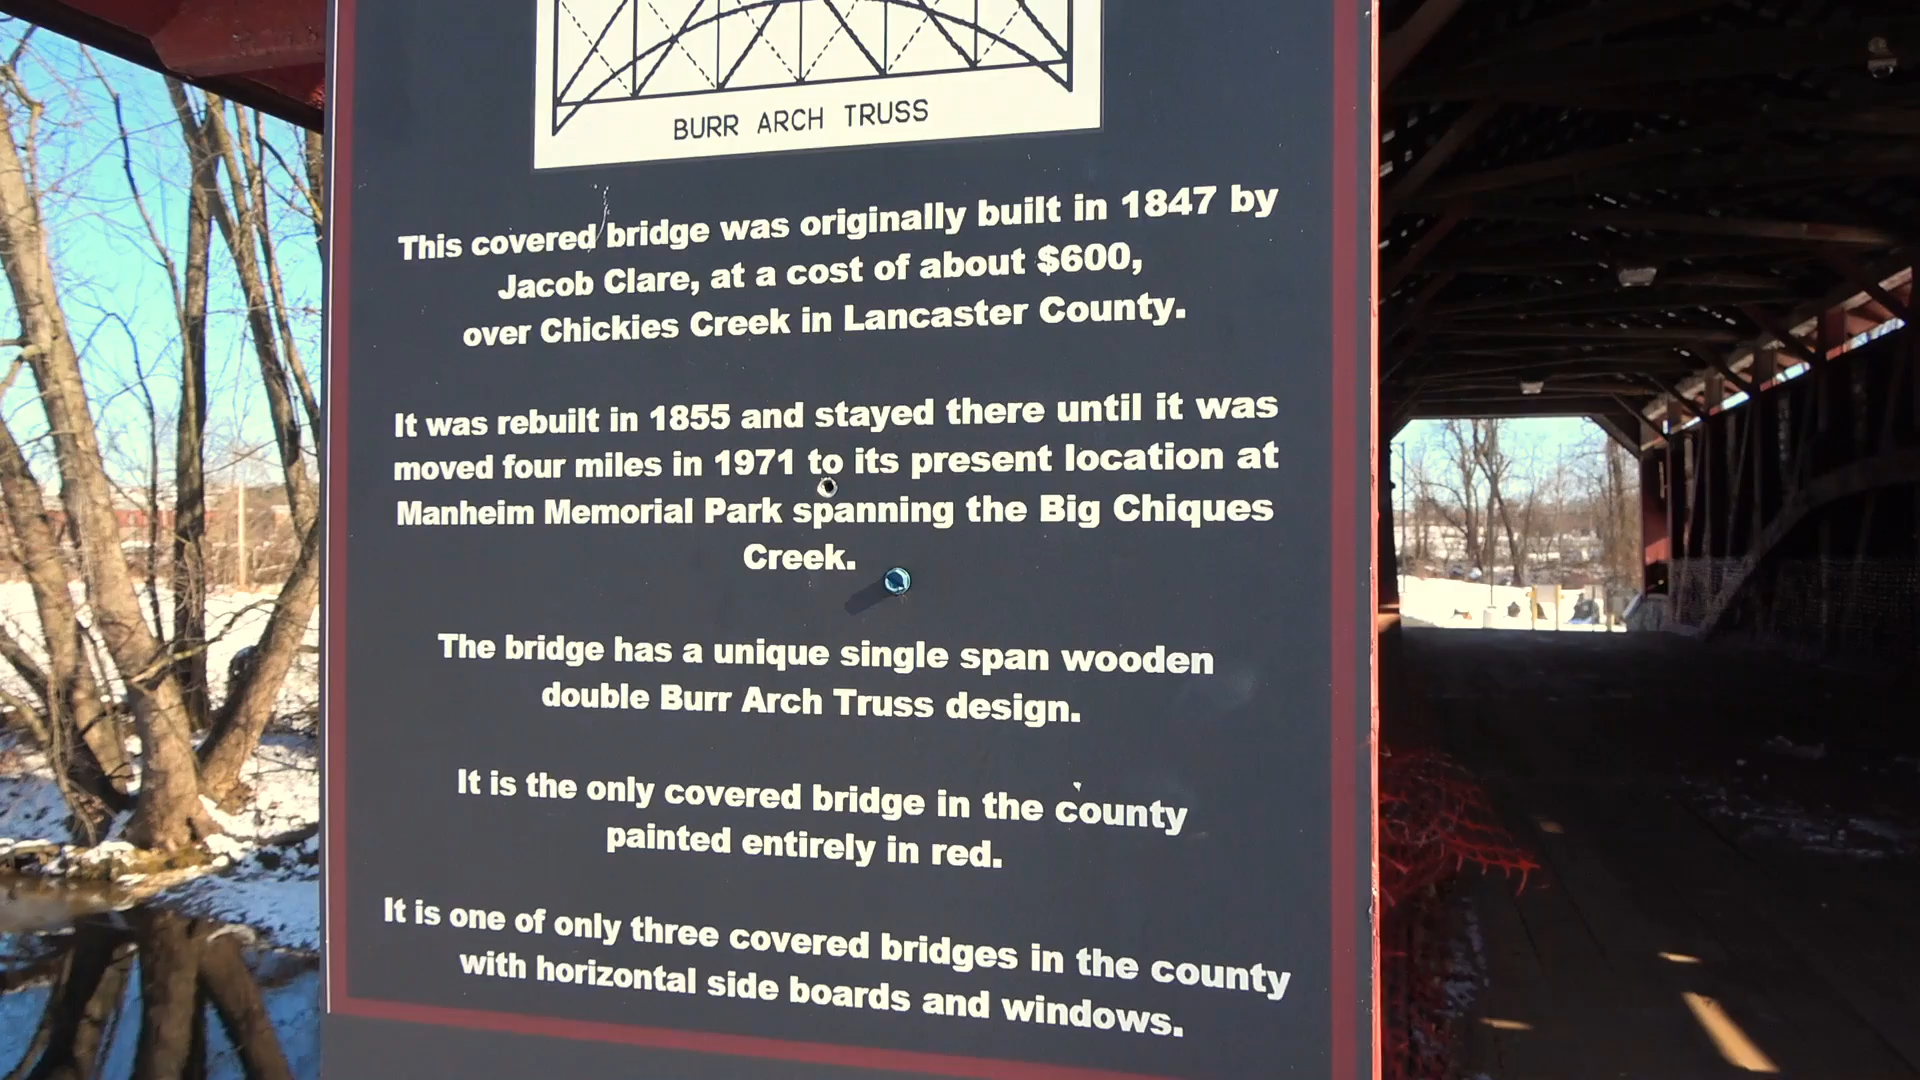 BURR ARCH TRUSS
This covered bridge was originally built in 1847 by
Jacob Clare, at a cost of about $600,
over Chickies Creek in Lancaster County.
It was rebuilt in 1855 and stayed there until it was
moved four miles in 1971 to its present location at
Manheim Memorial Park spanning the Big Chiques
Creek.
The bridge has a unique single span wooden
double Burr Arch Truss design.
It is the only covered bridge in the county
painted entirely in red.
It is one of only three covered bridges in the county
with horizontal side boards and windows.